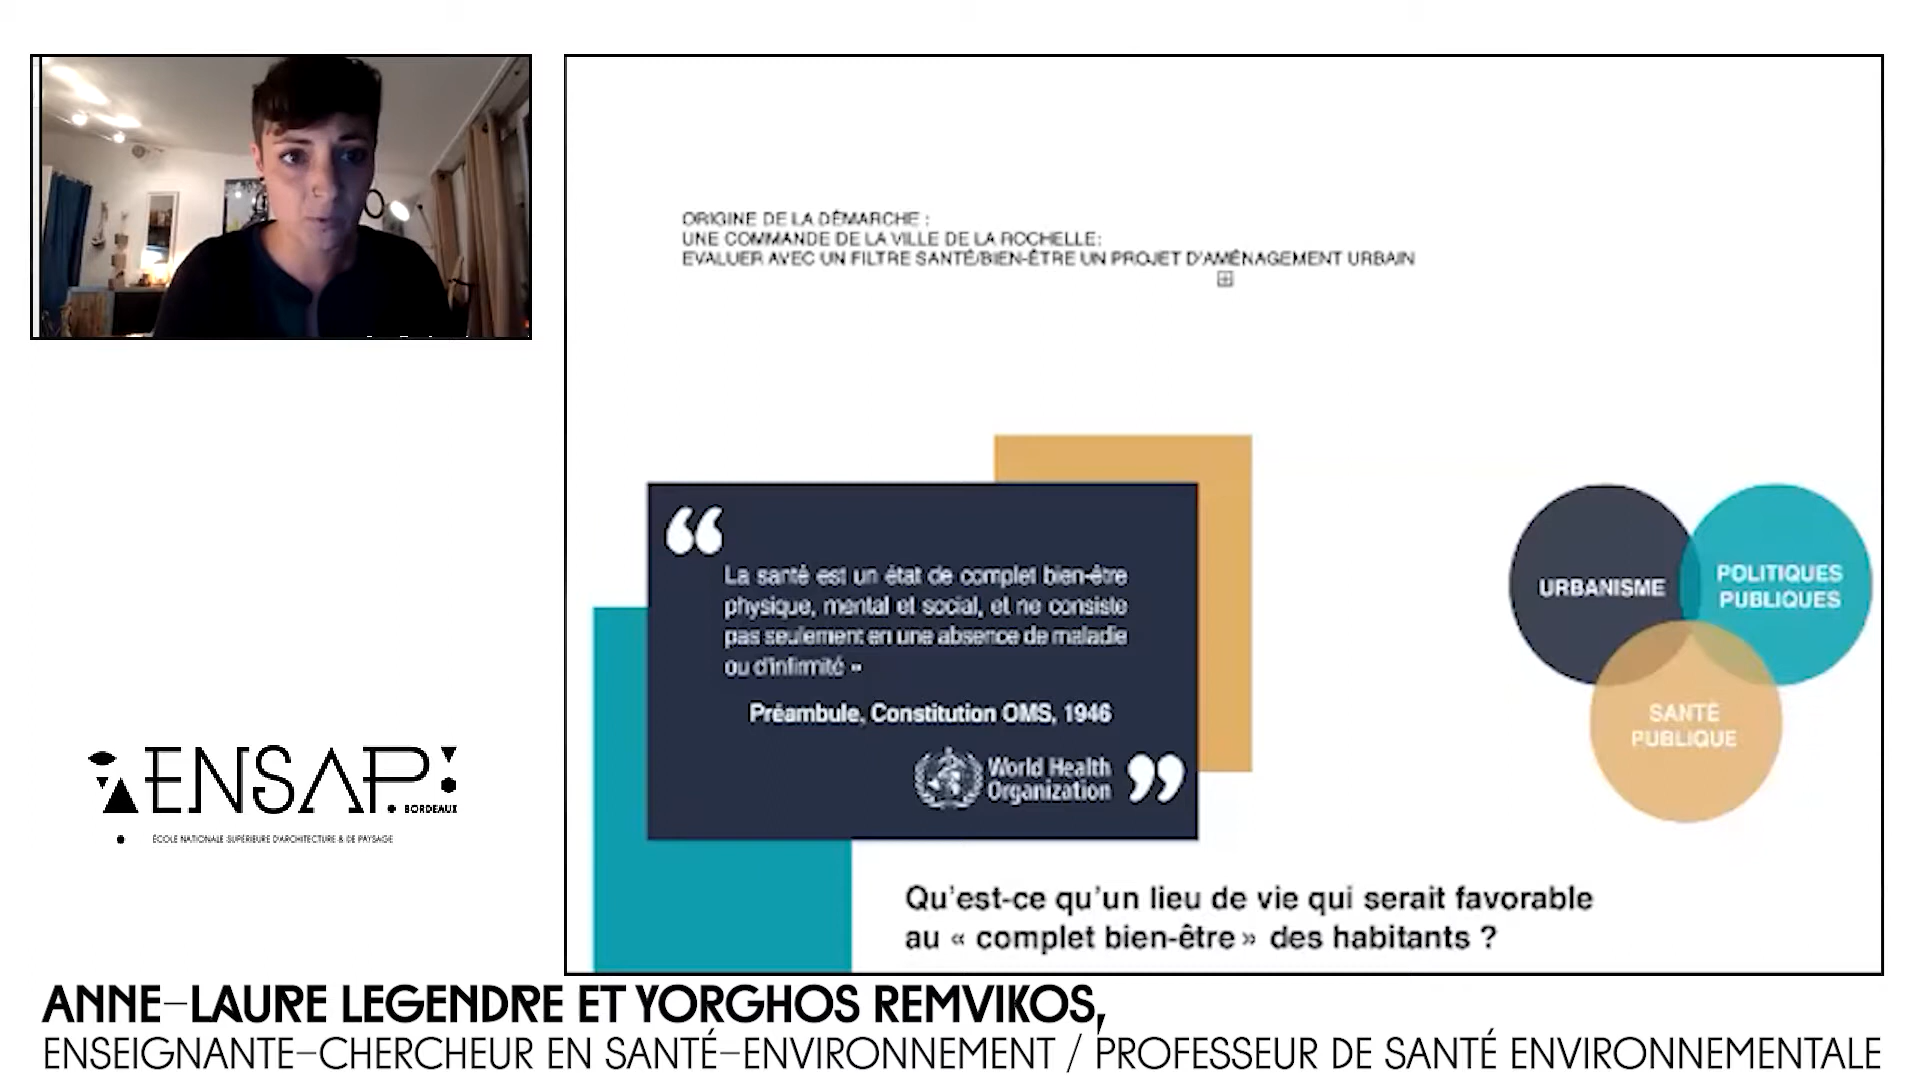 ORIGINE DE LA DÉMARCHE :
UNE COMMANDE DE LA VILLE DE LA ROCHELLE:
EVALUER AVEC UN FILTRE SANTÉ/BIEN-ÊTRE UN PROJET D'AMÉNAGEMENT URBAIN
“
La santé est un état de complet bien-être
physique, mental et social, et ne consiste
pas seulement en une absence de maladie
ou d'infirmité »
Préambule, Constitution OMS, 1946
World Health
Organization
”
URBANISME
POLITIQUES
PUBLIQUES
SANTÉ
PUBLIQUE
Qu'est-ce qu'un lieu de vie qui serait favorable
au « complet bien-être » des habitants ?
ENSAP
BORDEAUX
ÉCOLE NATIONALE SUPÉRIEURE D'ARCHITECTURE & DE PAYSAGE
ANNE-LAURE LEGENDRE ET YORGHOS REMVIKOS,
ENSEIGNANTE-CHERCHEUR EN SANTÉ-ENVIRONNEMENT / PROFESSEUR DE SANTÉ ENVIRONNEMENTALE